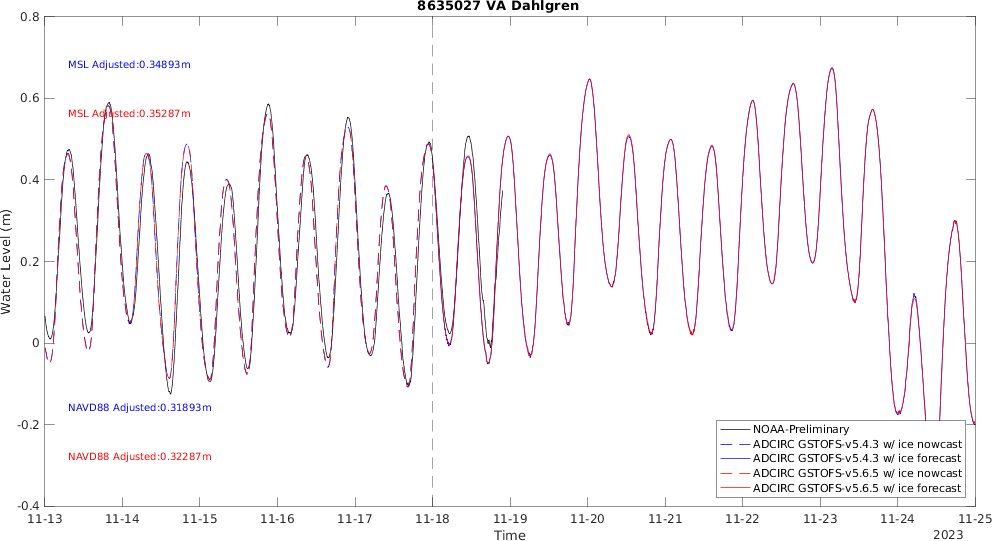 8635027 VA Dahlgren
0.8
0.6
0.4
0.2
0
-0.2
-0.4
Water Level (m)
MSL Adjusted:0.34893m
MSL Adjusted:0.35287m
NAVD88 Adjusted:0.31893m
NAVD88 Adjusted:0.32287m
NOAA-Preliminary
ADCIRC GSTOFS-v5.4.3 w/ ice nowcast
ADCIRC GSTOFS-v5.4.3 w/ ice forecast
ADCIRC GSTOFS-v5.6.5 w/ ice nowcast
ADCIRC GSTOFS-v5.6.5 w/ ice forecast
11-13 11-14 11-15 11-16 11-17 11-18 11-19 11-20 11-21 11-22 11-23 11-24 11-25
Time
2023